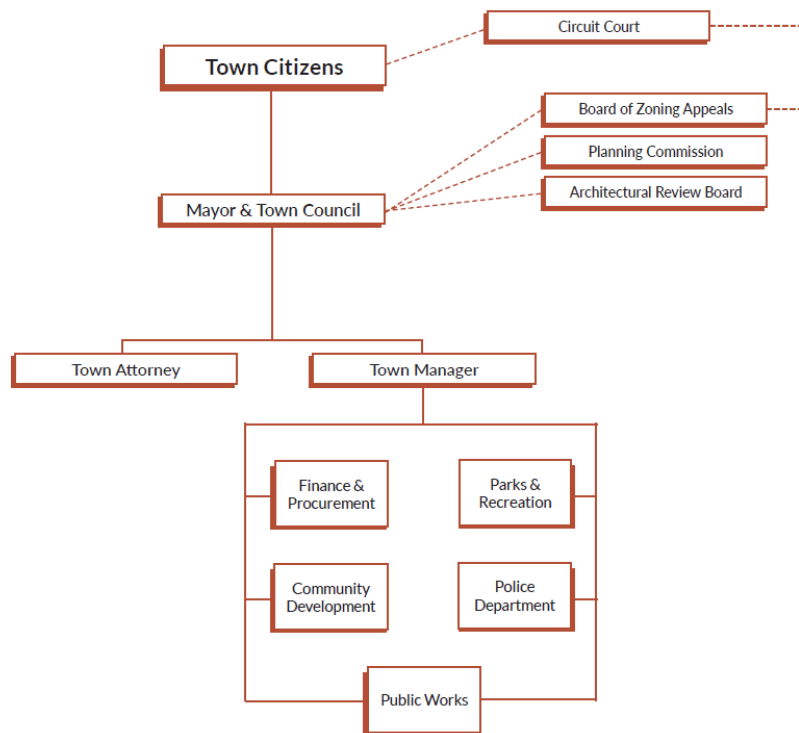 Circuit Court
Town Citizens
Board of Zoning Appeals
Planning Commission
Architectural Review Board
Mayor & Town Council
Town Attorney
Town Manager
Finance &
Procurement
Parks &
Recreation
Community
Development
Police
Department
Public Works